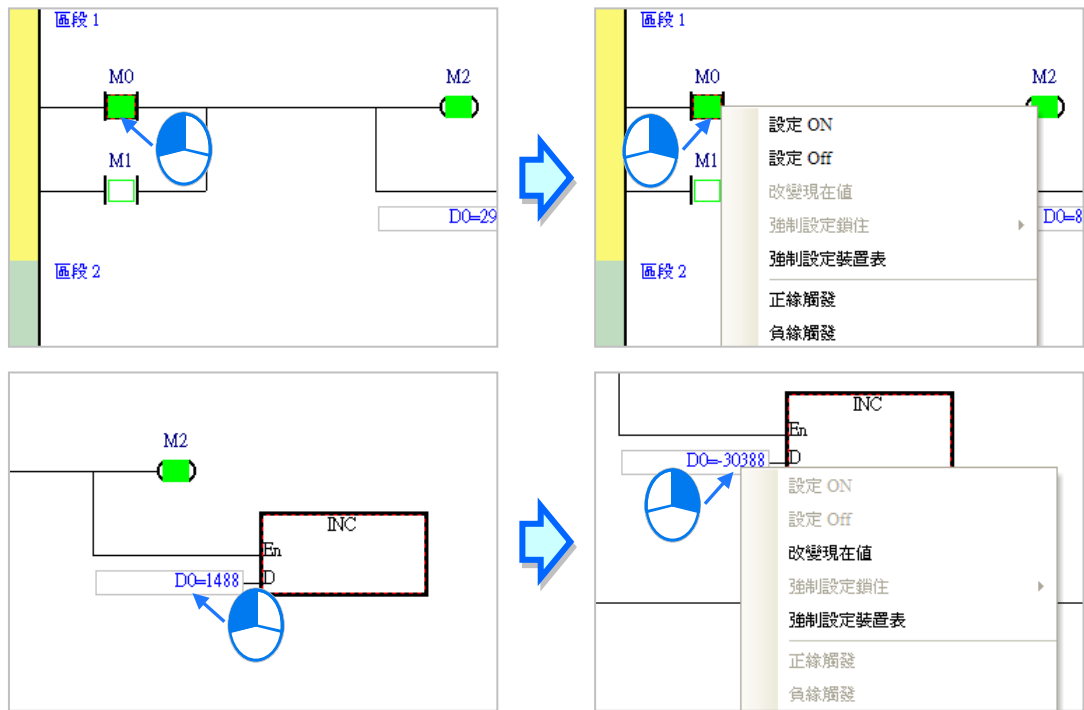 區段 1
M0
M2
M1
D0=29
區段 2
區段 1
M0
M2
M1
D0=8
區段 2
設定 ON
設定 Off
改變現在值
強制設定鎖住
強制設定裝置表
正緣觸發
負緣觸發
M2
INC
En
D0=1488
D
INC
En
D0=-30388
D
設定 ON
設定 Off
改變現在值
強制設定鎖住
強制設定裝置表
正緣觸發
負緣觸發